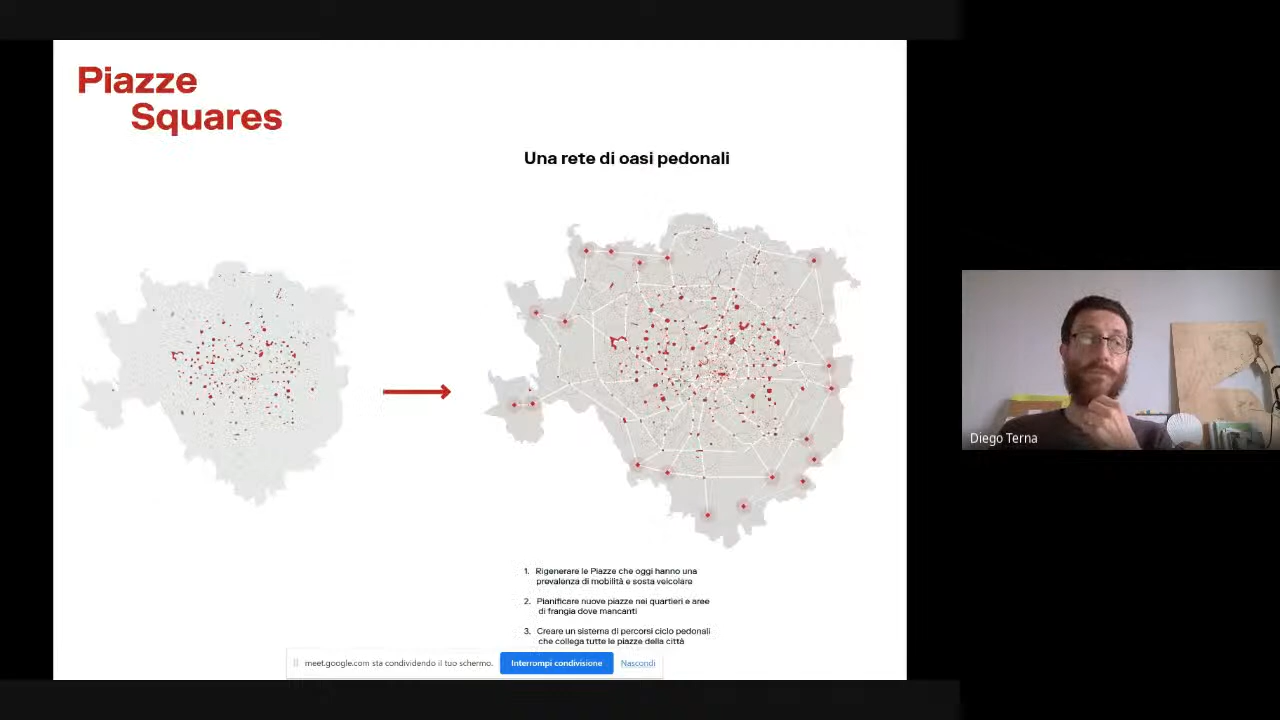 Piazze
Squares
Una rete di oasi pedonali
1. Rigenerare le Piazze che oggi hanno una
prevalenza di mobilità e sosta veicolare
2. Pianificare nuove piazze nei quartieri e aree
di frangia dove mancanti
3. Creare un sistema di percorsi ciclo pedonali
che collega tutte le piazze della città
meet.google.com sta condividendo il tuo schermo.
Interrompi condivisione
Nascondi
Diego Terna